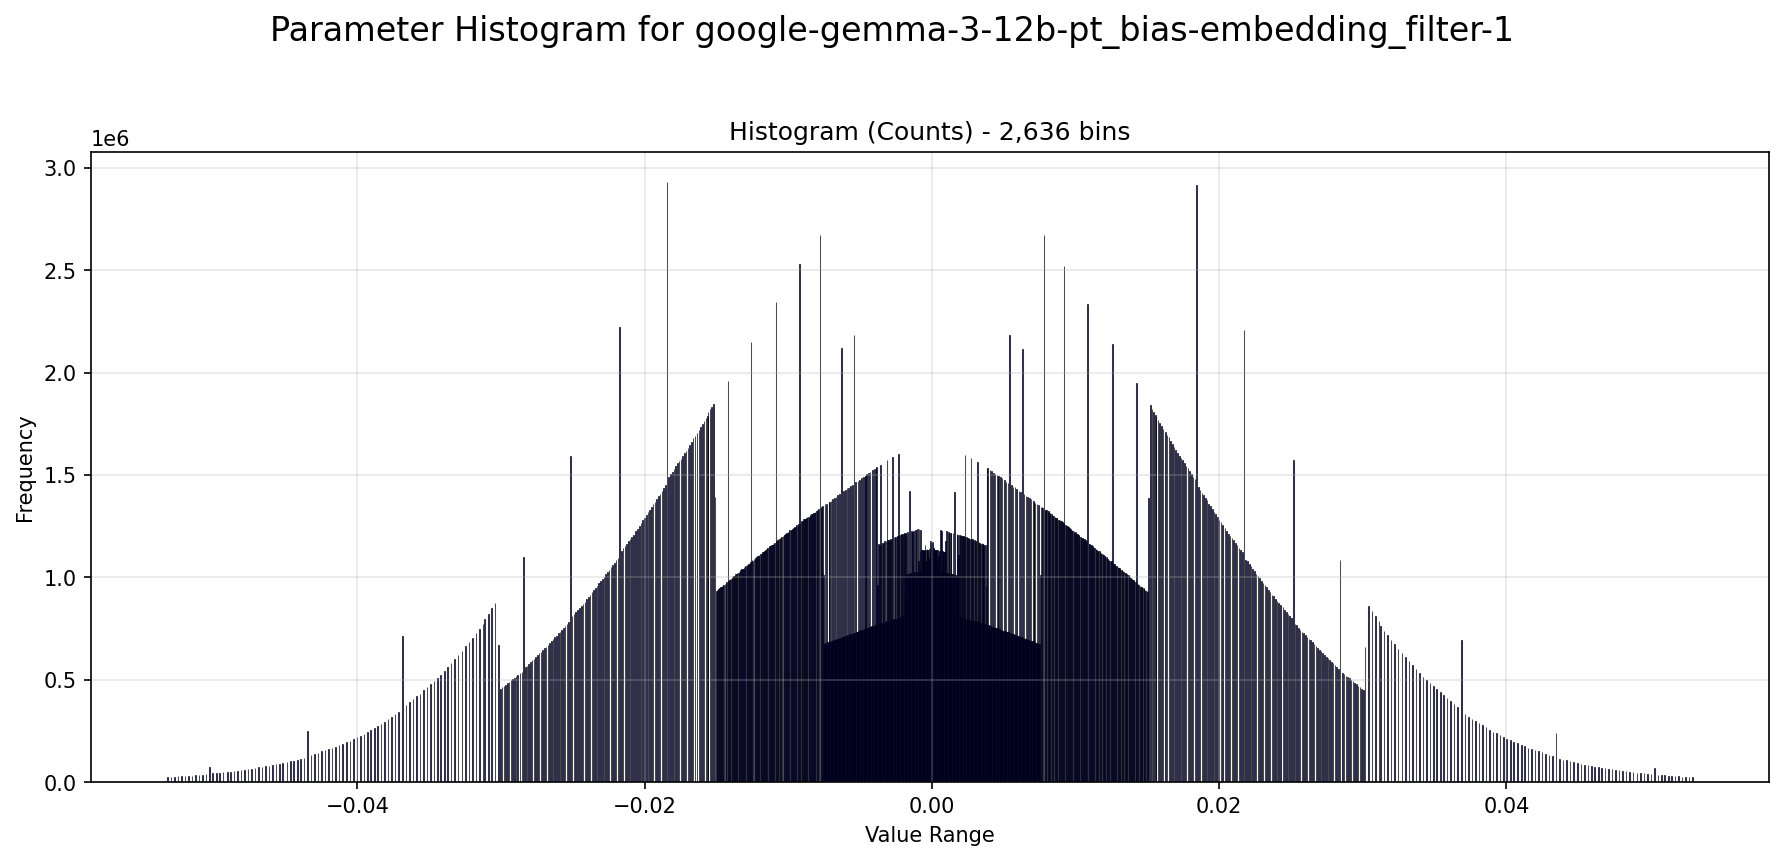 Parameter Histogram for google-gemma-3-12b-pt_bias-embedding_filter-1
Histogram (Counts) - 2,636 bins
1e6
3.0
2.5
2.0
1.5
1.0
0.5
0.0
Frequency
−0.04
−0.02
0.00
0.02
0.04
Value Range